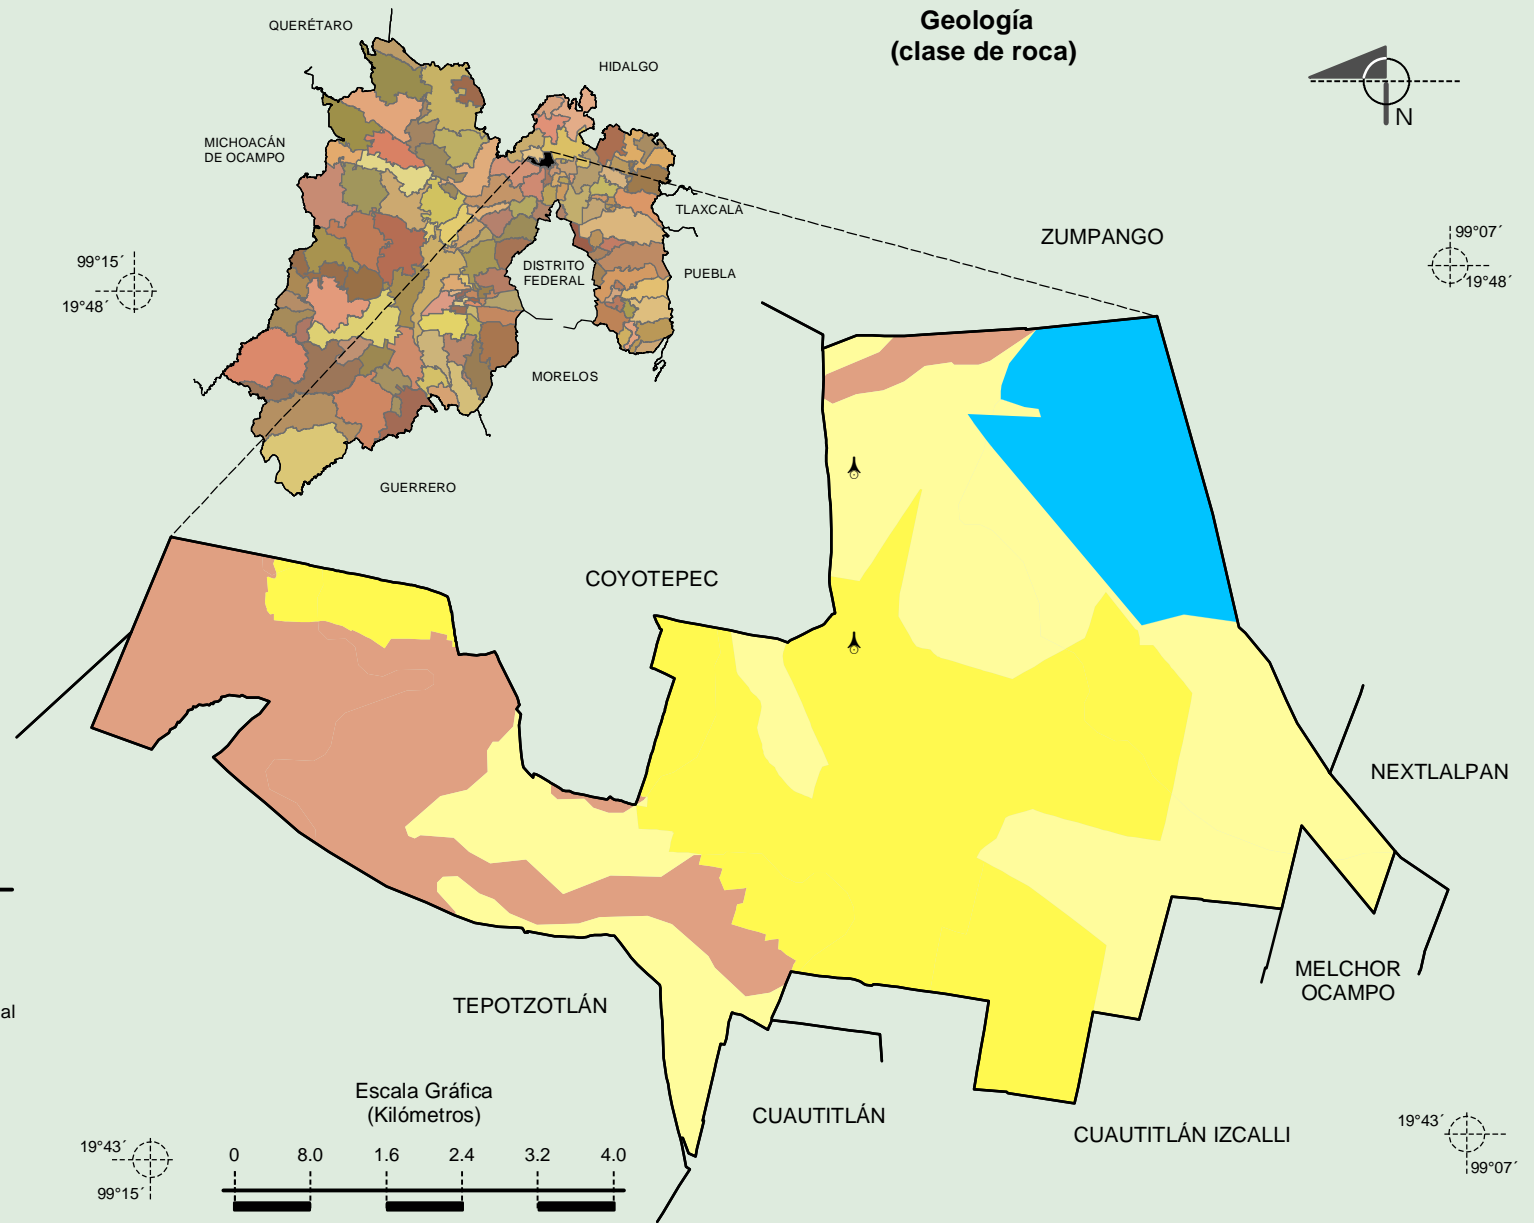 Geología
(clase de roca)
QUERÉTARO
HIDALGO
N
MICHOACÁN
DE OCAMPO
TLAXCALA
ZUMPANGO
99°07´
99°15´
DISTRITO
FEDERAL
PUEBLA
19°48´
19°48´
MORELOS
GUERRERO
COYOTEPEC
NEXTLALPAN
MELCHOR
OCAMPO
TEPOTZOTLÁN
al
Escala Gráfica
(Kilómetros)
CUAUTITLÁN
CUAUTITLÁN IZCALLI
19°43´
19°43´
0 8.0 1.6 2.4 3.2 4.0
99°07´
99°15´